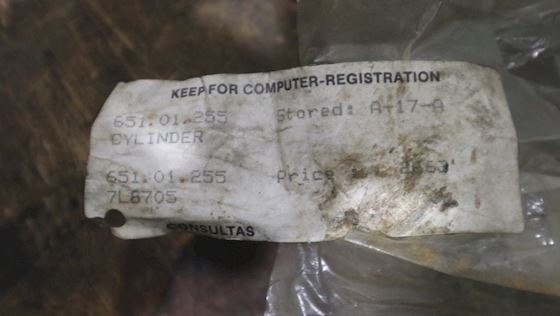 KEEP FOR COMPUTER-REGISTRATION
651.01.255 Stored: A-17-A
CYLINDER
651.01.255 Price
7L8705
CONSULTAS